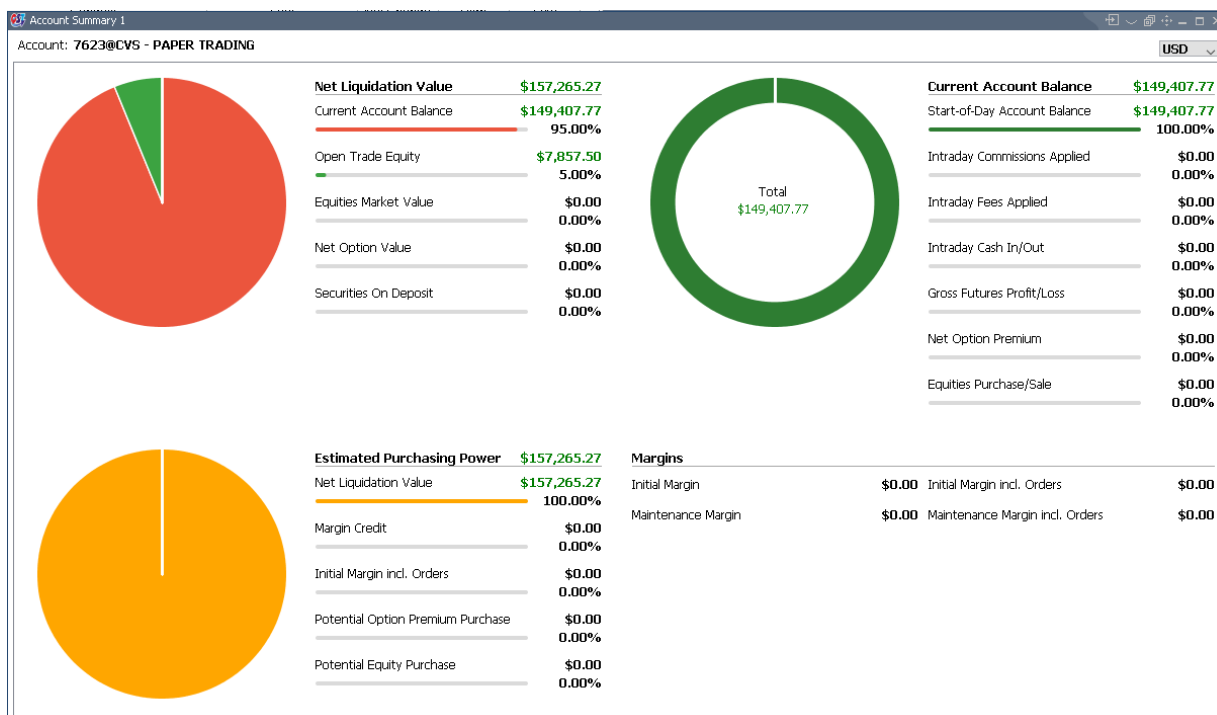 Account Summary 1
Account: 7623@CVS - PAPER TRADING
USD
Net Liquidation Value $157,265.27
Current Account Balance $149,407.77
95.00%
Open Trade Equity $7,857.50
5.00%
Equities Market Value $0.00
0.00%
Net Option Value $0.00
0.00%
Securities On Deposit $0.00
0.00%
Total
$149,407.77
Current Account Balance $149,407.77
Start-of-Day Account Balance $149,407.77
100.00%
Intraday Commissions Applied $0.00
0.00%
Intraday Fees Applied $0.00
0.00%
Intraday Cash In/Out $0.00
0.00%
Gross Futures Profit/Loss $0.00
0.00%
Net Option Premium $0.00
0.00%
Equities Purchase/Sale $0.00
0.00%
Estimated Purchasing Power $157,265.27
Net Liquidation Value $157,265.27
100.00%
Margin Credit $0.00
0.00%
Initial Margin incl. Orders $0.00
0.00%
Potential Option Premium Purchase $0.00
0.00%
Potential Equity Purchase $0.00
0.00%
Margins
Initial Margin $0.00 Initial Margin incl. Orders $0.00
Maintenance Margin $0.00 Maintenance Margin incl. Orders $0.00